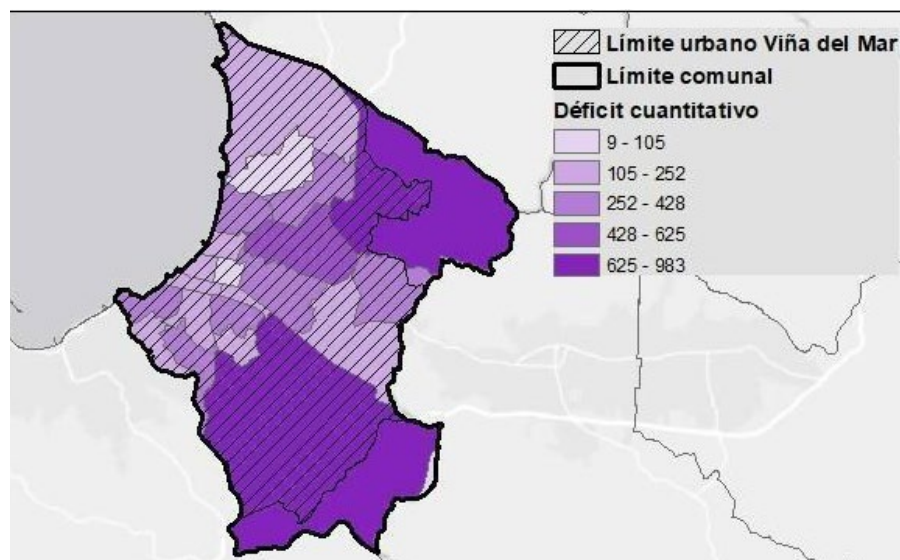 Límite urbano Viña del Mar
Límite comunal
Déficit cuantitativo
9 - 105
105 - 252
252 - 428
428 - 625
625 - 983